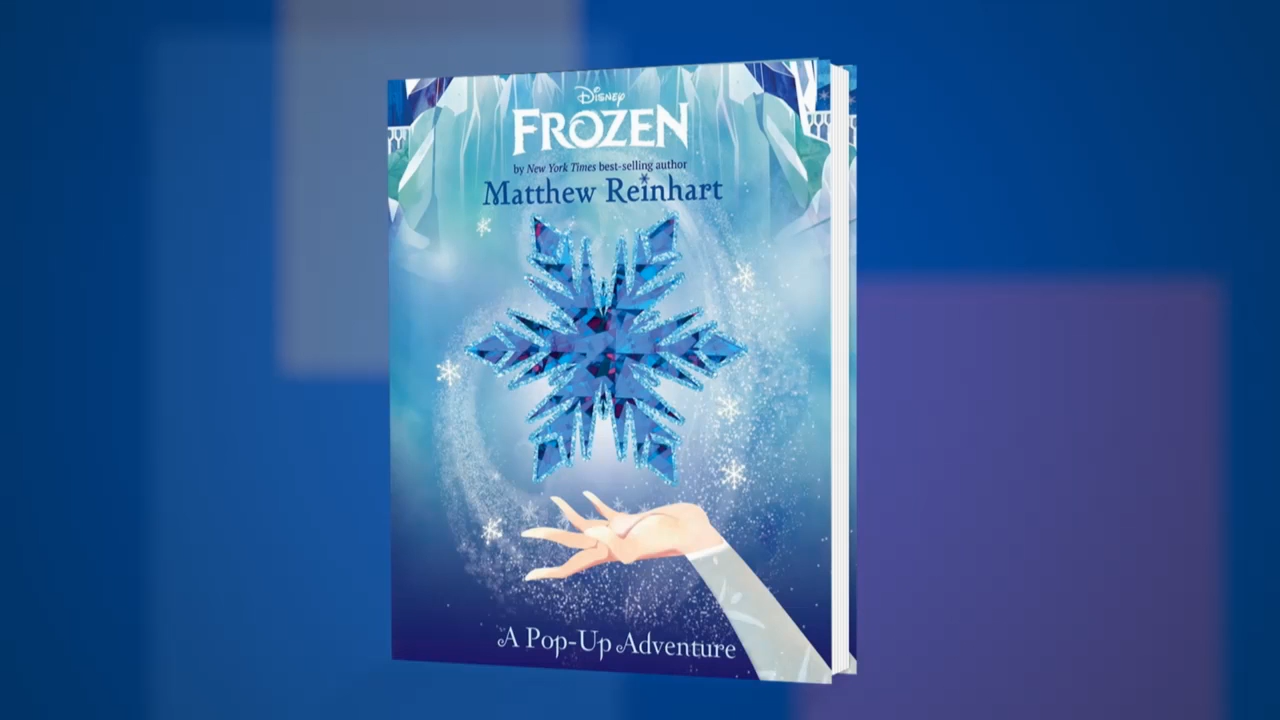 Disney
FROZEN
by New York Times best-selling author
Matthew Reinhart
A Pop-Up Adventure